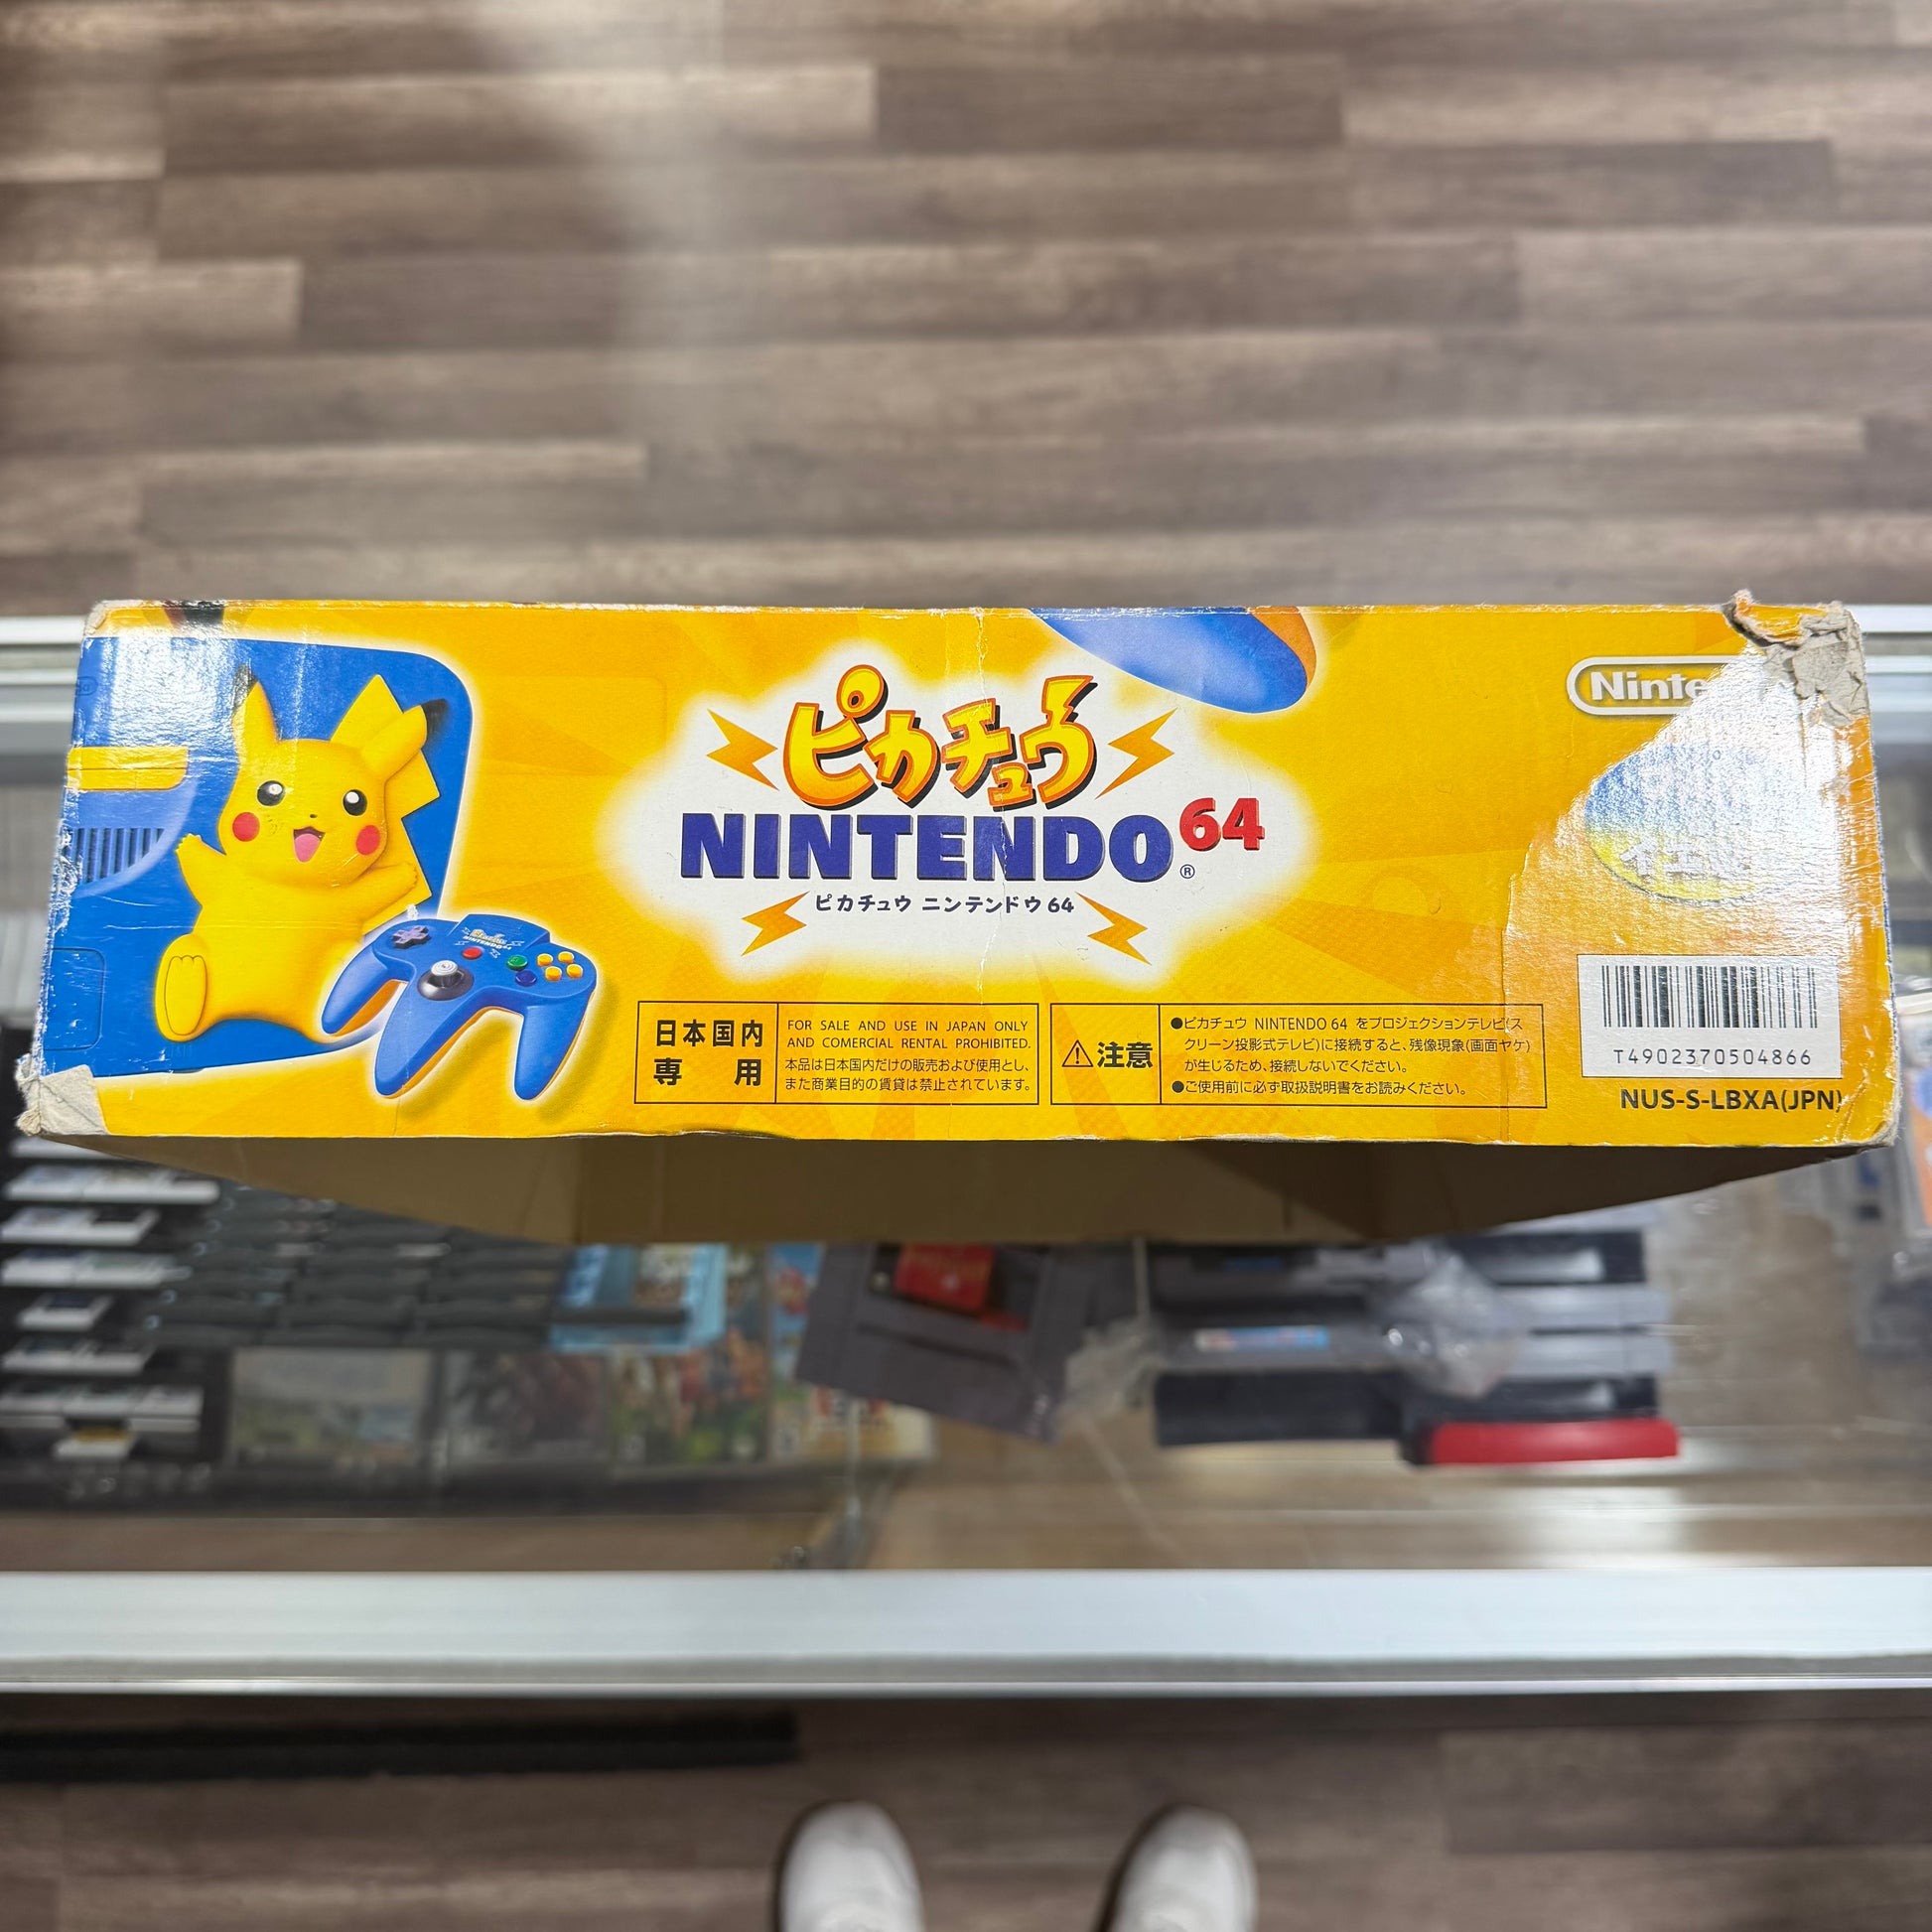 ピカチュウ
NINTENDO64®
ピカチュウ ニンテンドウ 64
NINTENDO64
日本国内
専用
FOR SALE AND USE IN JAPAN ONLY
AND COMERCIAL RENTAL PROHIBITED.
本品は日本国内だけの販売および使用とし、
また商業目的の賃貸は禁止されています。
注意
●ピカチュウ NINTENDO64 をプロジェクションテレビ(ス
クリーン投影式テレビ)に接続すると、残像現象(画面ヤケ)
が生じるため、接続しないでください。
●ご使用前に必ず取扱説明書をお読みください。
イエロー
T4902370504866
NUS-S-LBXA(JPN)